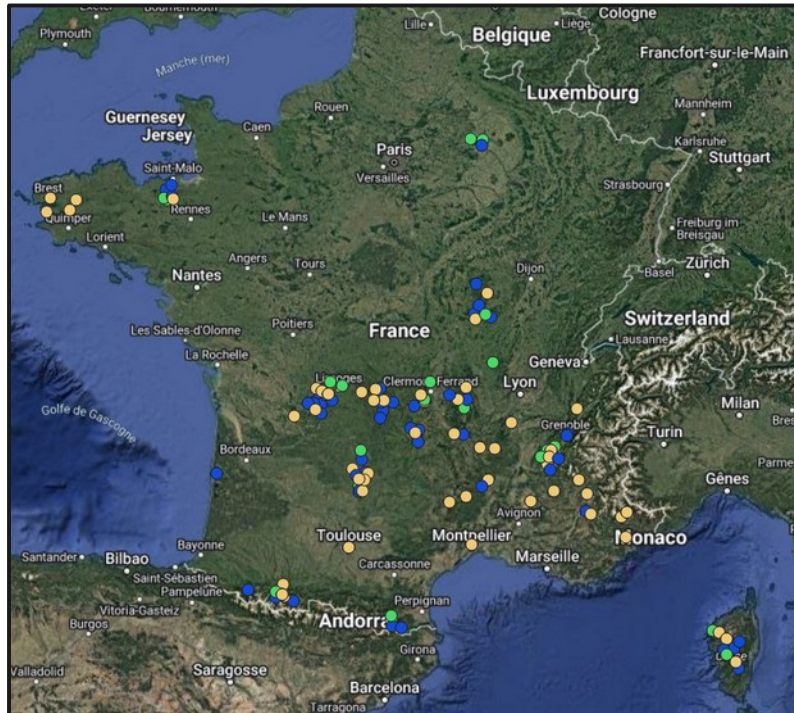 Exeter
Bournemouth
Plymouth
Lille
Belgique
Liège
Cologne
Manche (mer)
Francfort-sur-le-Main
Luxembourg
Mannheim
Guernesey
Jersey
Rouen
Caen
Karlsruhe
Paris
Versailles
Stuttgart
Saint-Malo
Strasbourg
Brest
Rennes
Quimper
Le Mans
Freiburg im
Breisgau
Lorient
Angers
Tours
Dijon
Basel
Zürich
Nantes
France
Switzerland
Les Sables-d'Olonne
Poitiers
Lausanne
La Rochelle
Genève
Limoges
Clermont-Ferrand
Lyon
Milan
Golfe de Gascogne
Grenoble
Turin
Bordeaux
Gênes
Avignon
Toulouse
Montpellier
Monaco
Santander
Bilbao
Bayonne
Marseille
Carcassonne
Saint-Sébastien
Pampelune
Vitoria-Gasteiz
Perpignan
Burgos
Andorra
Girona
Valladolid
Saragosse
Barcelona
Tarragona